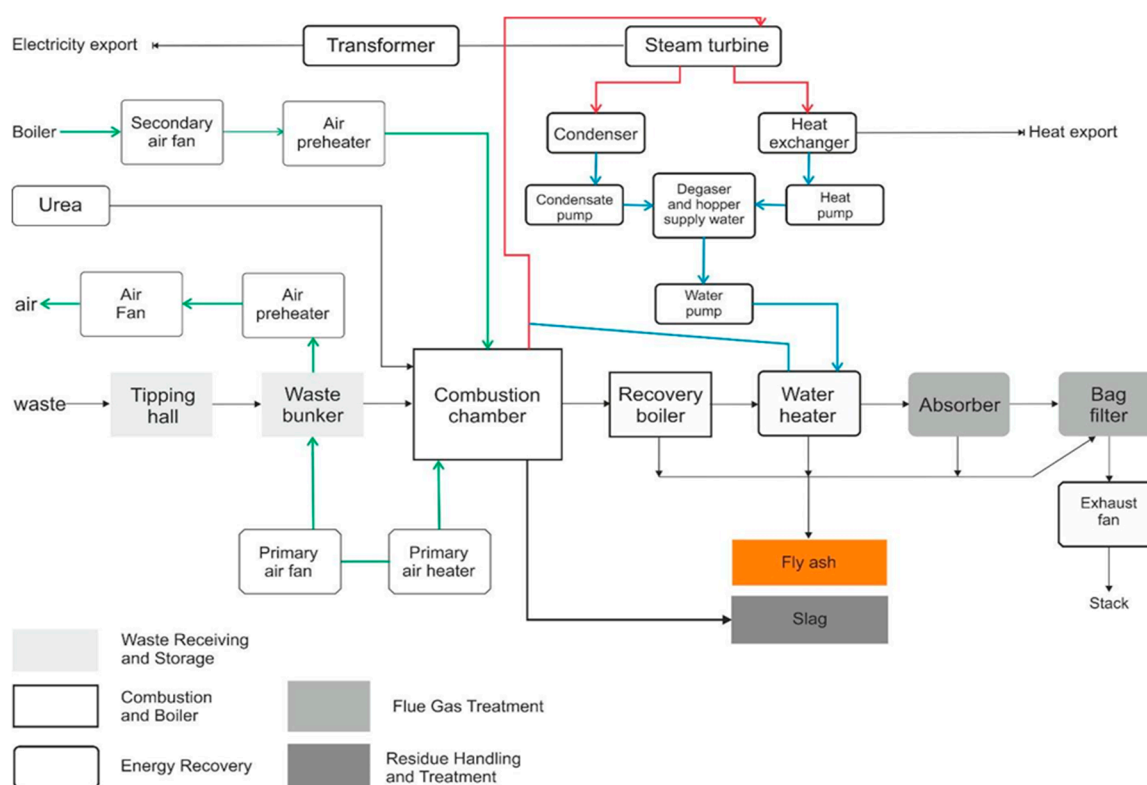 Electricity export
Transformer
Steam turbine
Boiler
Secondary
air fan
Air
preheater
Condenser
Heat
exchanger
Heat export
Urea
Condensate
pump
Degaser
and hopper
supply water
Heat
pump
air
Air
Fan
Air
preheater
Water
pump
waste
Tipping
hall
Waste
bunker
Combustion
chamber
Recovery
boiler
Water
heater
Absorber
Bag
filter
Exhaust
fan
Primary
air fan
Primary
air heater
Fly ash
Stack
Slag
Waste Receiving
and Storage
Combustion
and Boiler
Flue Gas Treatment
Energy Recovery
Residue Handling
and Treatment